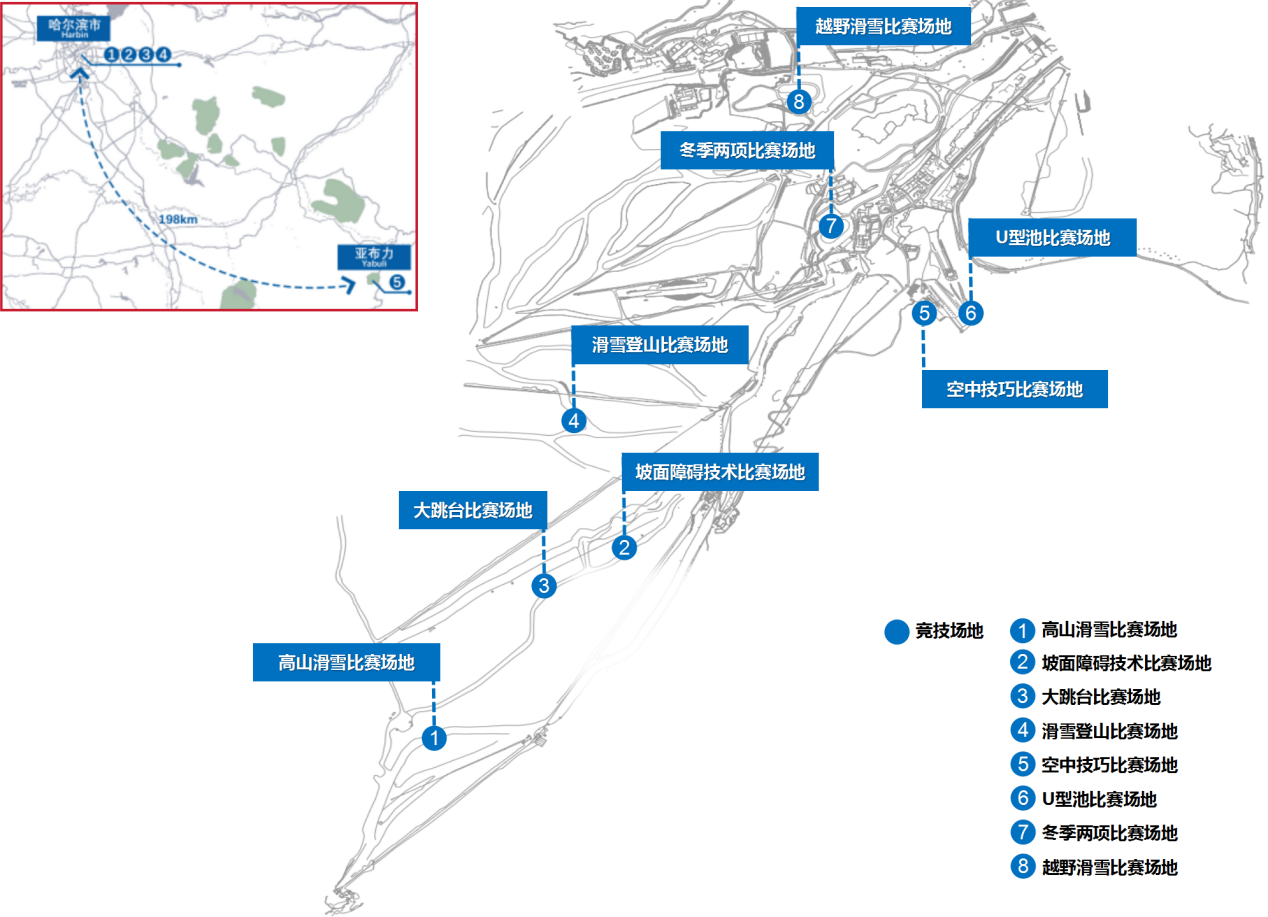 哈尔滨市
Harbin
1 2 3 4
198km
亚布力
Yabuli
5
越野滑雪比赛场地
8
冬季两项比赛场地
7
U型池比赛场地
5 6
空中技巧比赛场地
滑雪登山比赛场地
4
坡面障碍技术比赛场地
大跳台比赛场地
2
3
高山滑雪比赛场地
1
竞技场地
1 高山滑雪比赛场地
2 坡面障碍技术比赛场地
3 大跳台比赛场地
4 滑雪登山比赛场地
5 空中技巧比赛场地
6 U型池比赛场地
7 冬季两项比赛场地
8 越野滑雪比赛场地